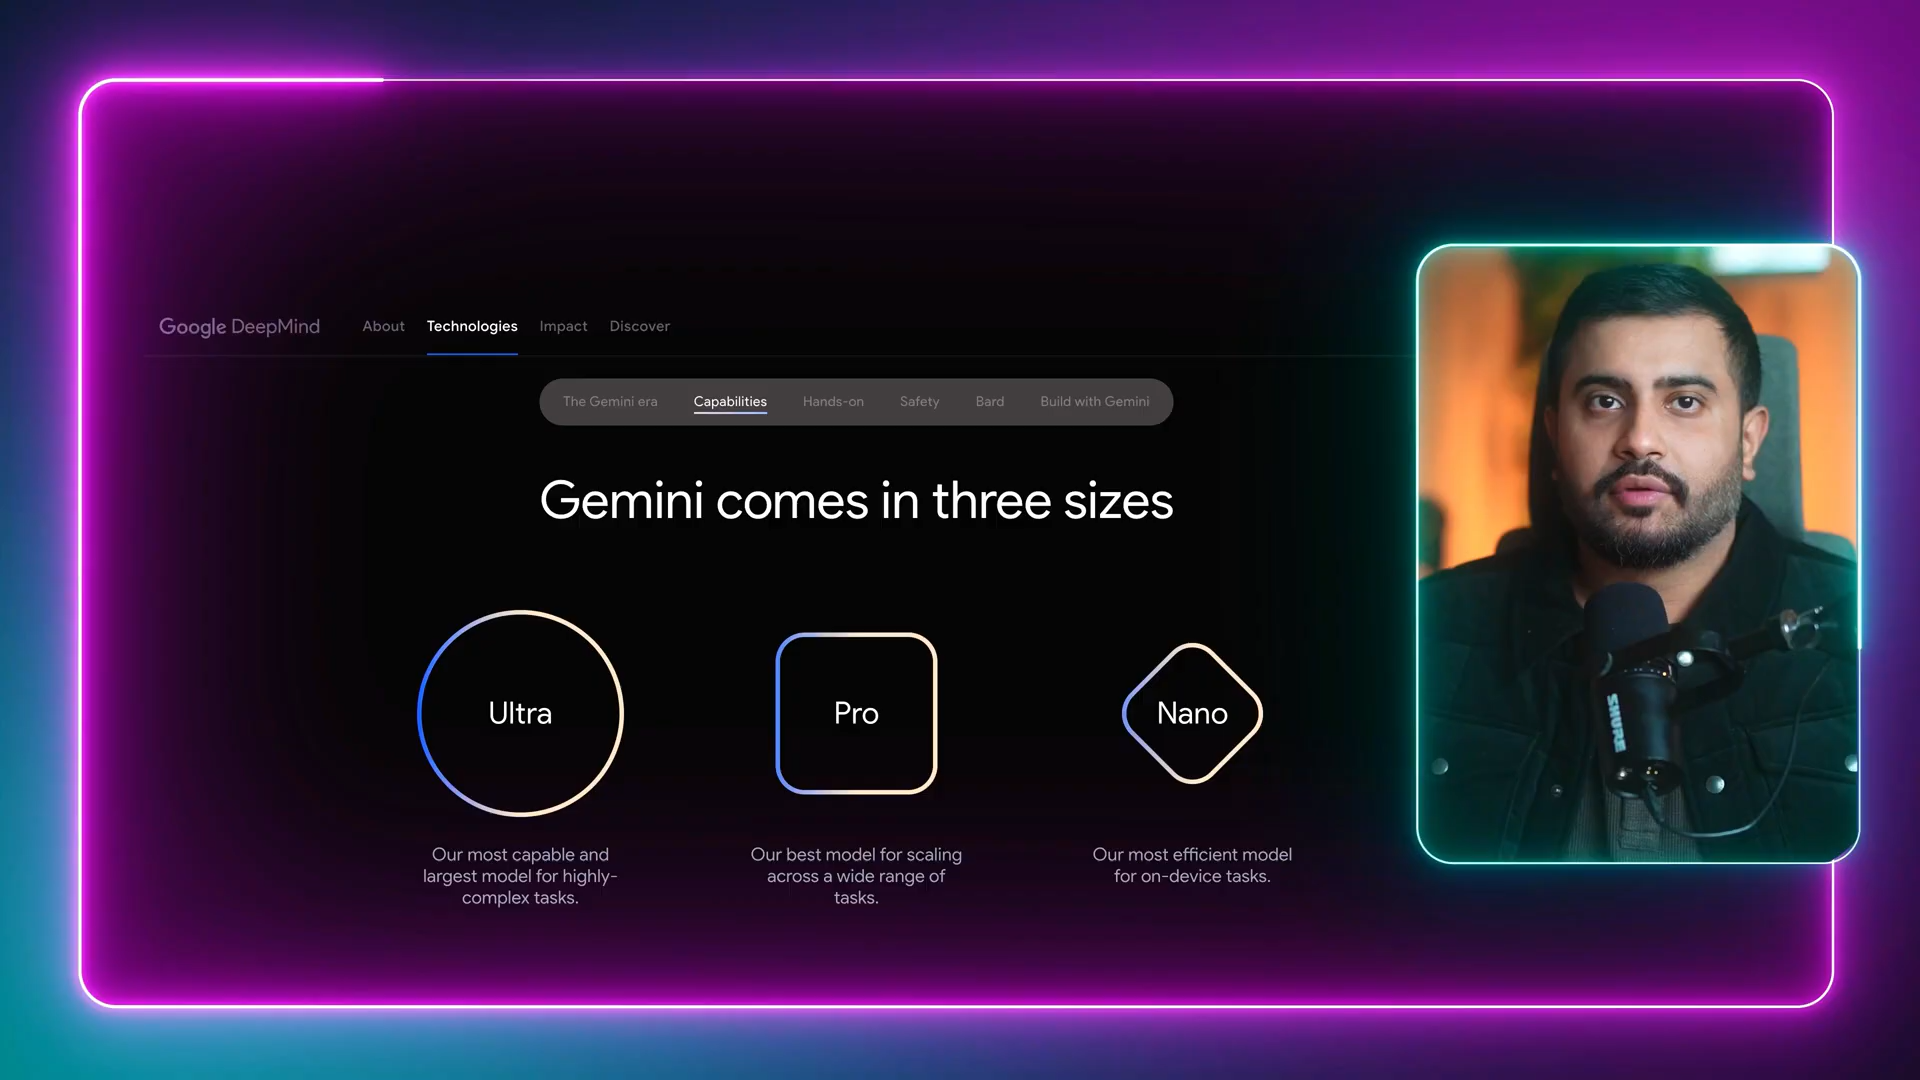 Google DeepMind About Technologies Impact Discover
The Gemini era Capabilities Hands-on Safety Bard Build with Gemini
Gemini comes in three sizes
Ultra
Our most capable and
largest model for highly-
complex tasks.
Pro
Our best model for scaling
across a wide range of
tasks.
Nano
Our most efficient model
for on-device tasks.
SHURE